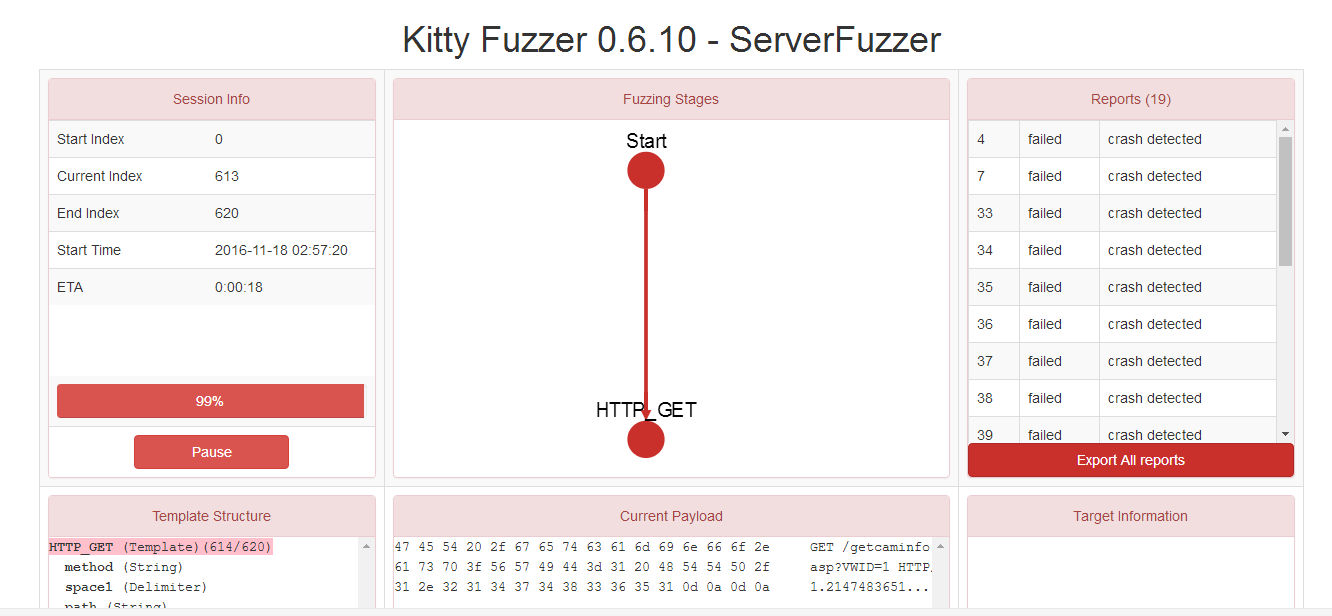 Kitty Fuzzer 0.6.10 - ServerFuzzer
Session Info
Start Index 0
Current Index 613
End Index 620
Start Time 2016-11-18 02:57:20
ETA 0:00:18
99%
Pause
Fuzzing Stages
Start
HTTP_GET
Reports (19)
4 failed crash detected
7 failed crash detected
33 failed crash detected
34 failed crash detected
35 failed crash detected
36 failed crash detected
37 failed crash detected
38 failed crash detected
39 failed crash detected
Export All reports
Template Structure
HTTP_GET (Template)(614/620)
method (String)
space1 (Delimiter)
path (String)
Current Payload
47 45 54 20 2f 67 65 74 63 61 6d 69 6e 66 6f 2e GET /getcaminfo
61 73 70 3f 56 57 49 44 3d 31 20 48 54 54 50 2f asp?VWID=1 HTTP/
31 2e 32 31 34 37 34 38 33 36 35 31 0d 0a 0d 0a 1.2147483651...
Target Information